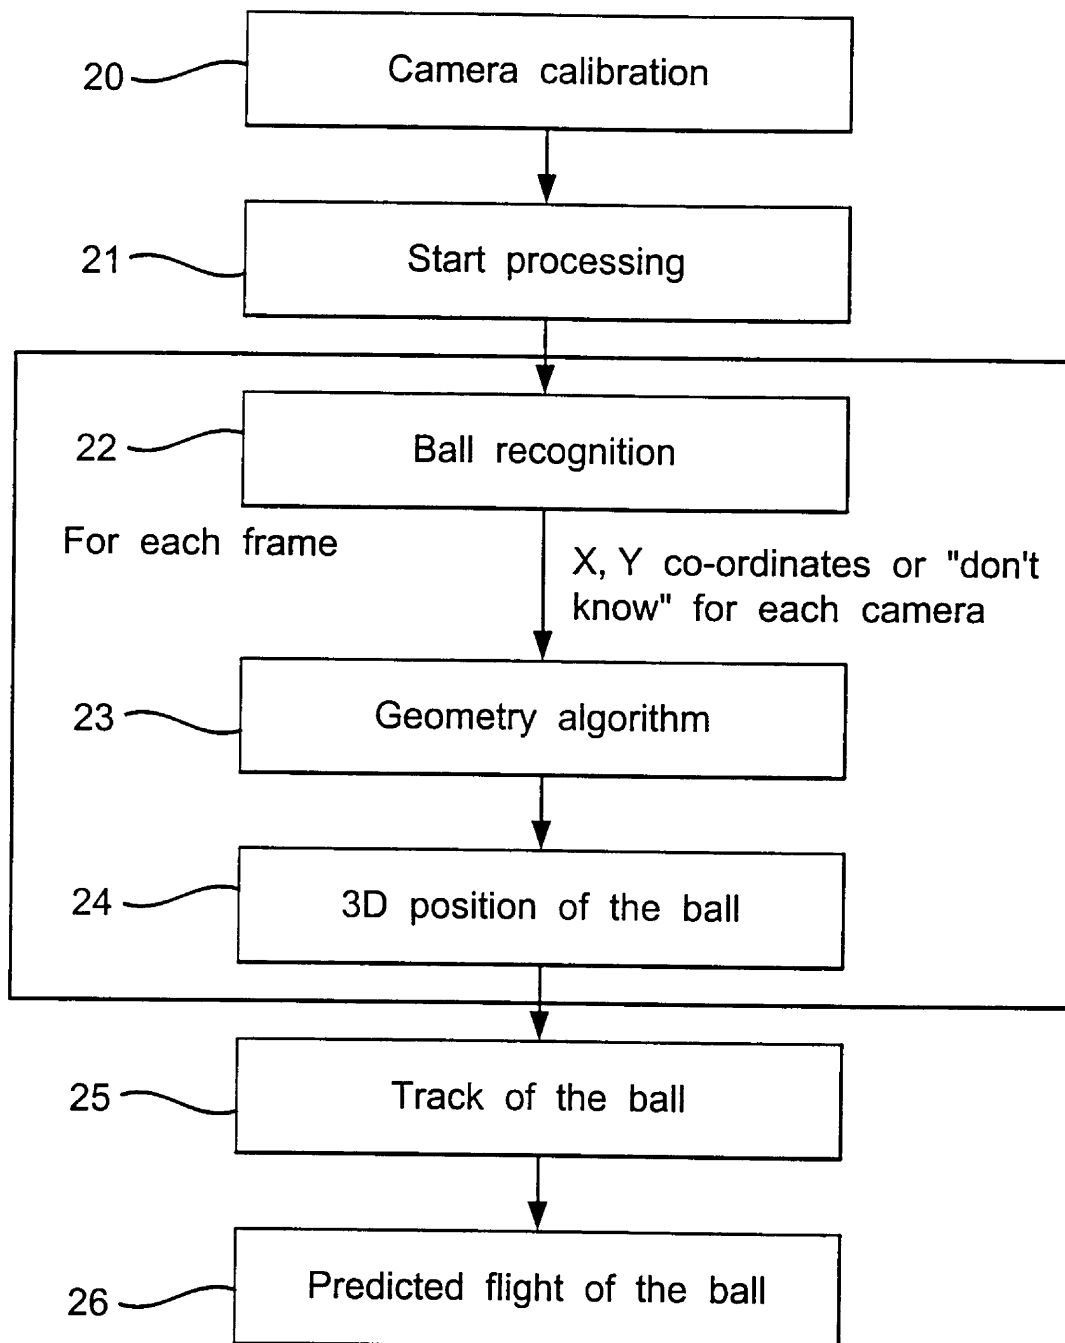 20
Camera calibration
21
Start processing
22
Ball recognition
For each frame
X, Y co-ordinates or "don't
know" for each camera
23
Geometry algorithm
24
3D position of the ball
25
Track of the ball
26
Predicted flight of the ball